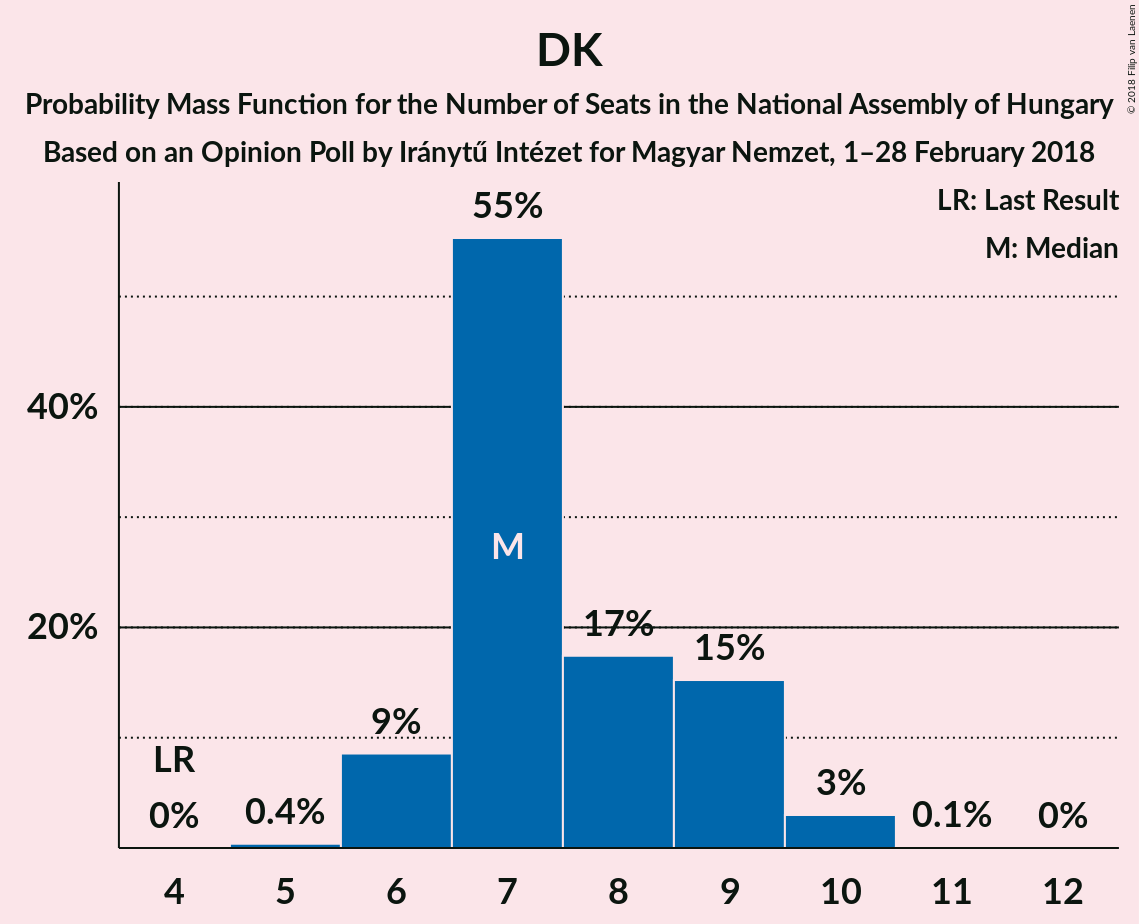 DK
Probability Mass Function for the Number of Seats in the National Assembly of Hungary
Based on an Opinion Poll by Iránytű Intézet for Magyar Nemzet, 1–28 February 2018
© 2018 Filip van Laenen
LR: Last Result
M: Median
55%
40%
M
20%
17%
15%
9%
LR
3%
0%
0.4%
0.1%
0%
4 5 6 7 8 9 10 11 12